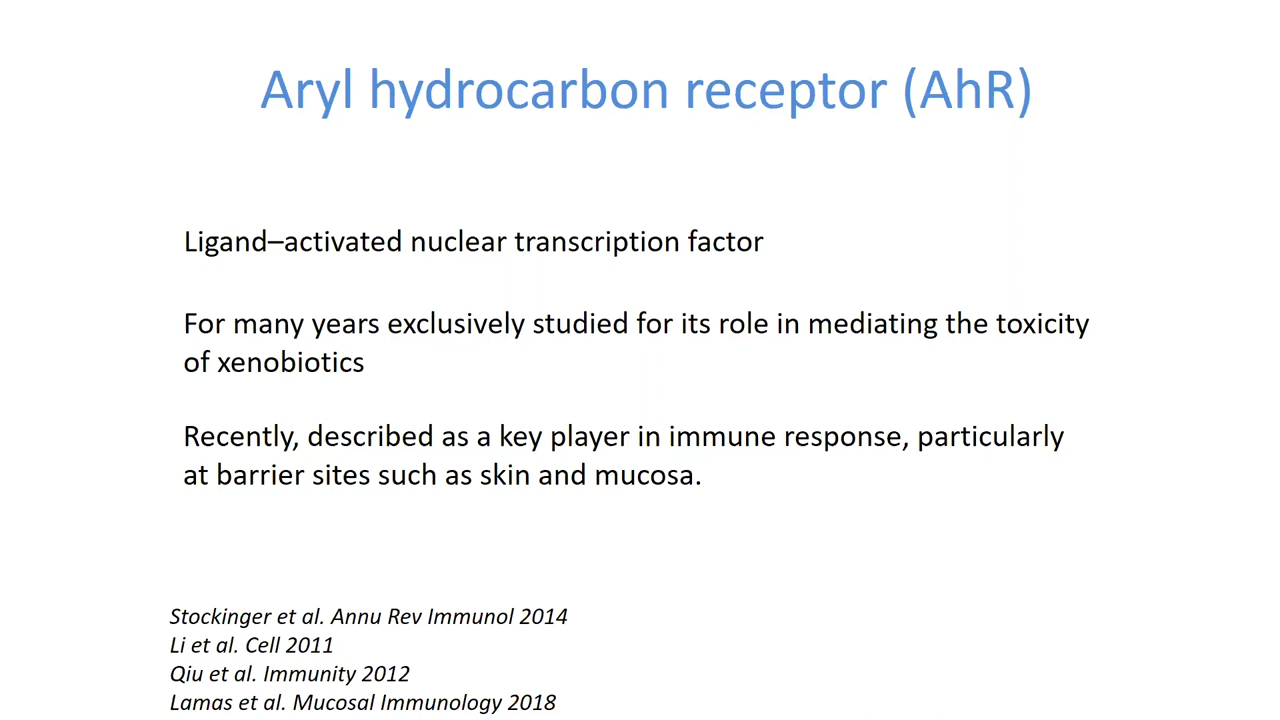 Aryl hydrocarbon receptor (AhR)
Ligand–activated nuclear transcription factor
For many years exclusively studied for its role in mediating the toxicity
of xenobiotics
Recently, described as a key player in immune response, particularly
at barrier sites such as skin and mucosa.
Stockinger et al. Annu Rev Immunol 2014
Li et al. Cell 2011
Qiu et al. Immunity 2012
Lamas et al. Mucosal Immunology 2018